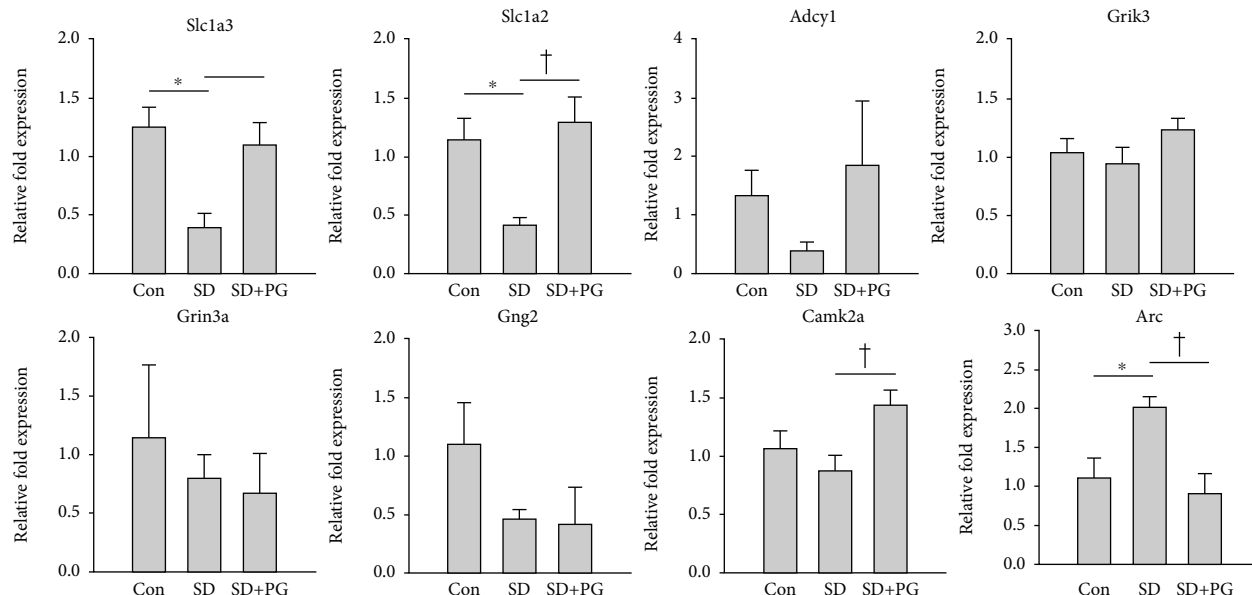 Slc1a3
Relative fold expression
2.0
1.5
1.0
0.5
0.0
*
Con SD SD+PG
Slc1a2
Relative fold expression
2.0
1.5
1.0
0.5
0.0
* †
Con SD SD+PG
Adcy1
Relative fold expression
4
3
2
1
0
Con SD SD+PG
Grik3
Relative fold expression
2.0
1.5
1.0
0.5
0.0
Con SD SD+PG
Grin3a
Relative fold expression
2.0
1.5
1.0
0.5
0.0
Con SD SD+PG
Gng2
Relative fold expression
2.0
1.5
1.0
0.5
0.0
Con SD SD+PG
Camk2a
Relative fold expression
2.0
1.5
1.0
0.5
0.0
†
Con SD SD+PG
Arc
Relative fold expression
3.0
2.5
2.0
1.5
1.0
0.5
0.0
* †
Con SD SD+PG